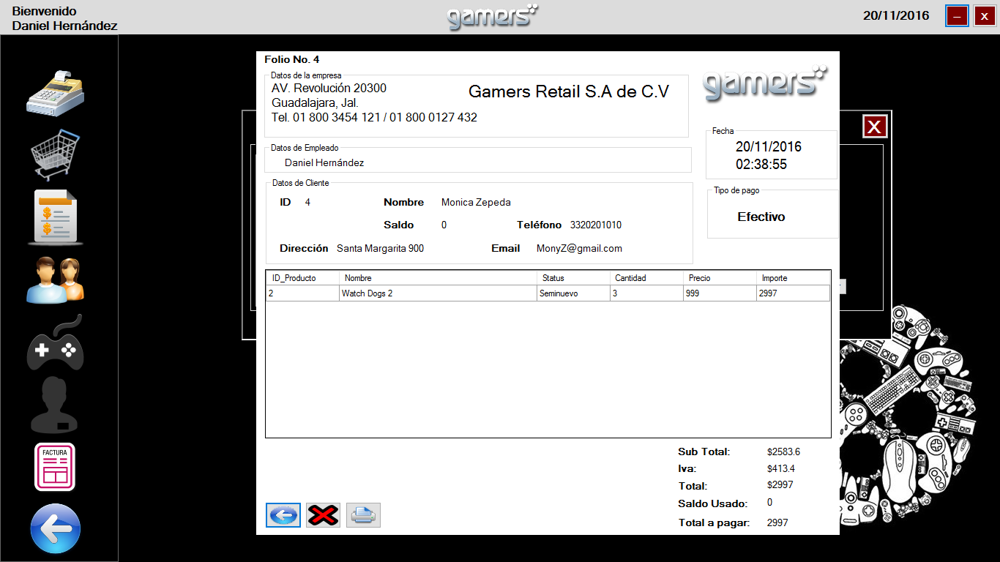 Bienvenido
Daniel Hernández
gamers
20/11/2016
– x
Folio No. 4
Datos de la empresa
AV. Revolución 20300
Guadalajara, Jal.
Tel. 01 800 3454 121 / 01 800 0127 432
Gamers Retail S.A de C.V
gamers
X
Datos de Empleado
Daniel Hernández
Fecha
20/11/2016
02:38:55
Datos de Cliente
ID 4 Nombre Monica Zepeda
Saldo 0 Teléfono 3320201010
Dirección Santa Margarita 900 Email MonyZ@gmail.com
Tipo de pago
Efectivo
ID_Producto Nombre Status Cantidad Precio Importe
2 Watch Dogs 2 Seminuevo 3 999 2997
FACTURA
Sub Total: $2583.6
Iva: $413.4
Total: $2997
Saldo Usado: 0
Total a pagar: 2997